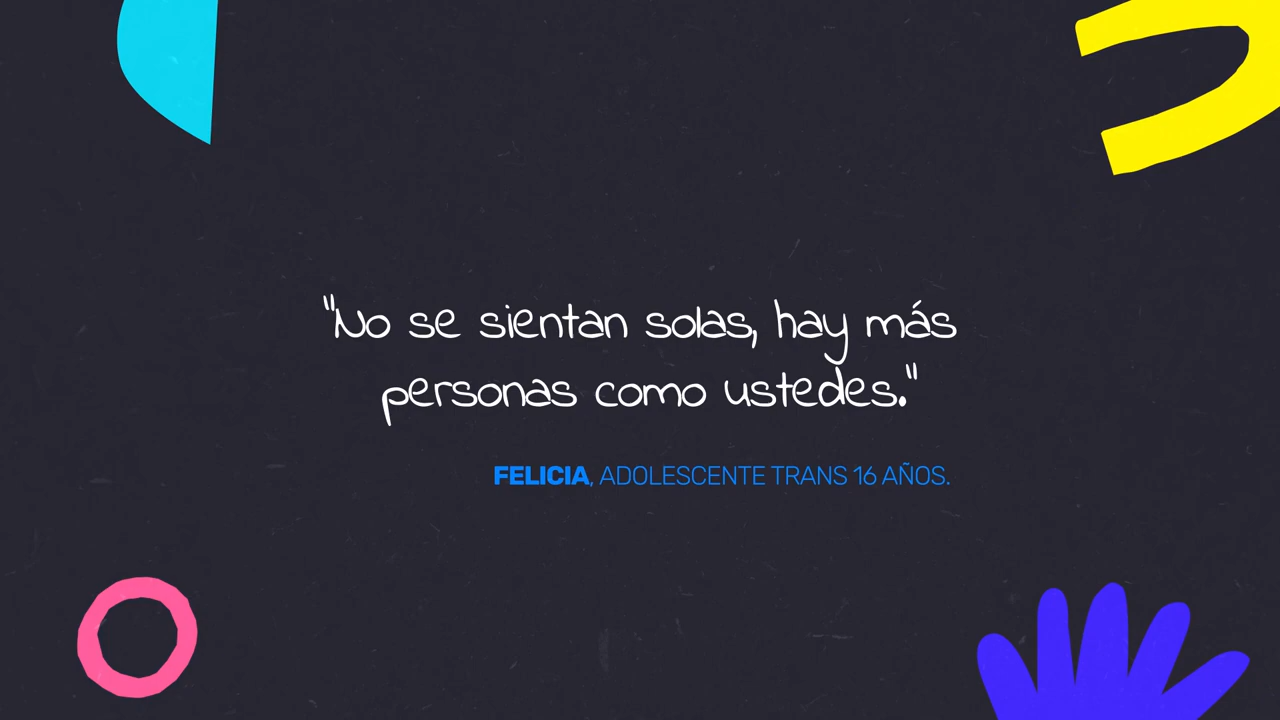 "No se sientan solas, hay más
personas como ustedes."
FELICIA, ADOLESCENTE TRANS 16 AÑOS.